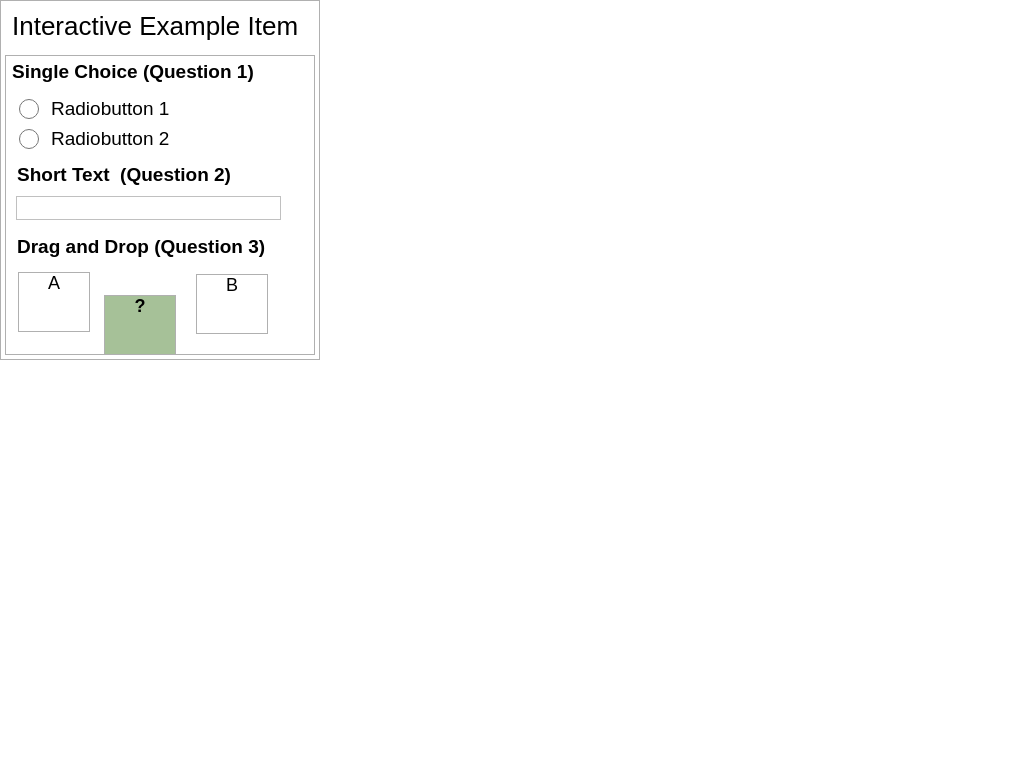 Interactive Example Item
Single Choice (Question 1)
Radiobutton 1
Radiobutton 2
Short Text  (Question 2)
Drag and Drop (Question 3)
A
?
B